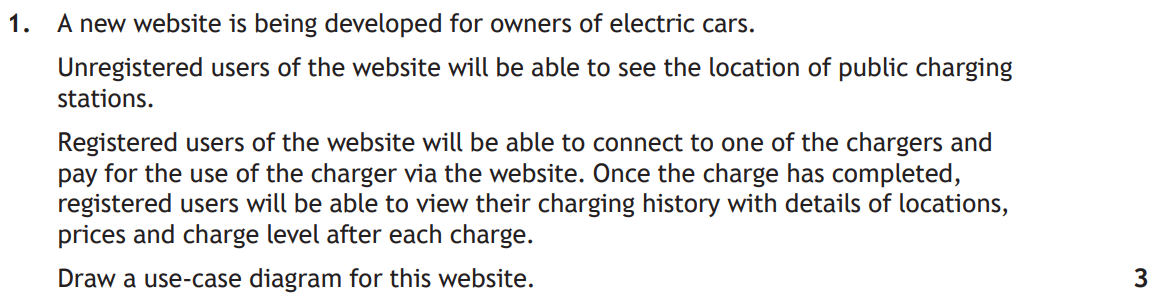 1. A new website is being developed for owners of electric cars.
Unregistered users of the website will be able to see the location of public charging
stations.
Registered users of the website will be able to connect to one of the chargers and
pay for the use of the charger via the website. Once the charge has completed,
registered users will be able to view their charging history with details of locations,
prices and charge level after each charge.
Draw a use-case diagram for this website. 3